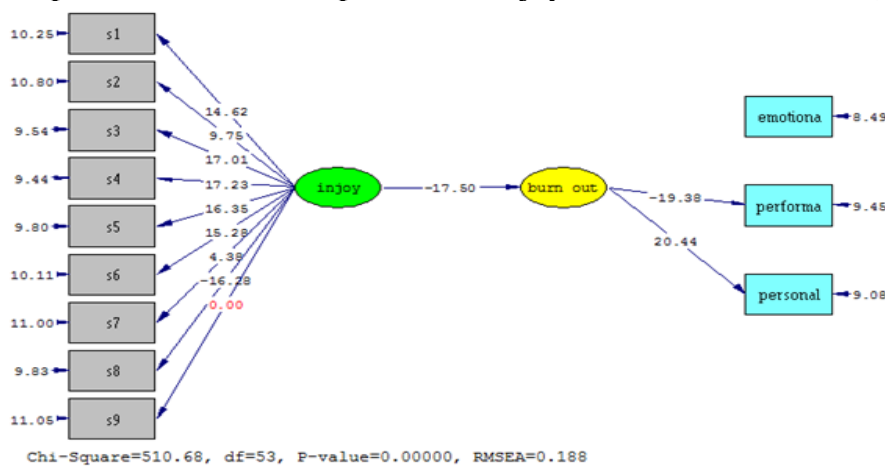 10.25
s1
10.80
s2
9.54
s3
9.44
s4
9.80
s5
10.11
s6
11.00
s7
9.83
s8
11.05
s9
14.62
9.75
17.01
17.23
16.35
15.28
4.38
-16.28
0.00
injoy
-17.50
burn out
-19.38
20.44
emotiona
8.49
performa
9.45
personal
9.08
Chi-Square=510.68, df=53, P-value=0.00000, RMSEA=0.188